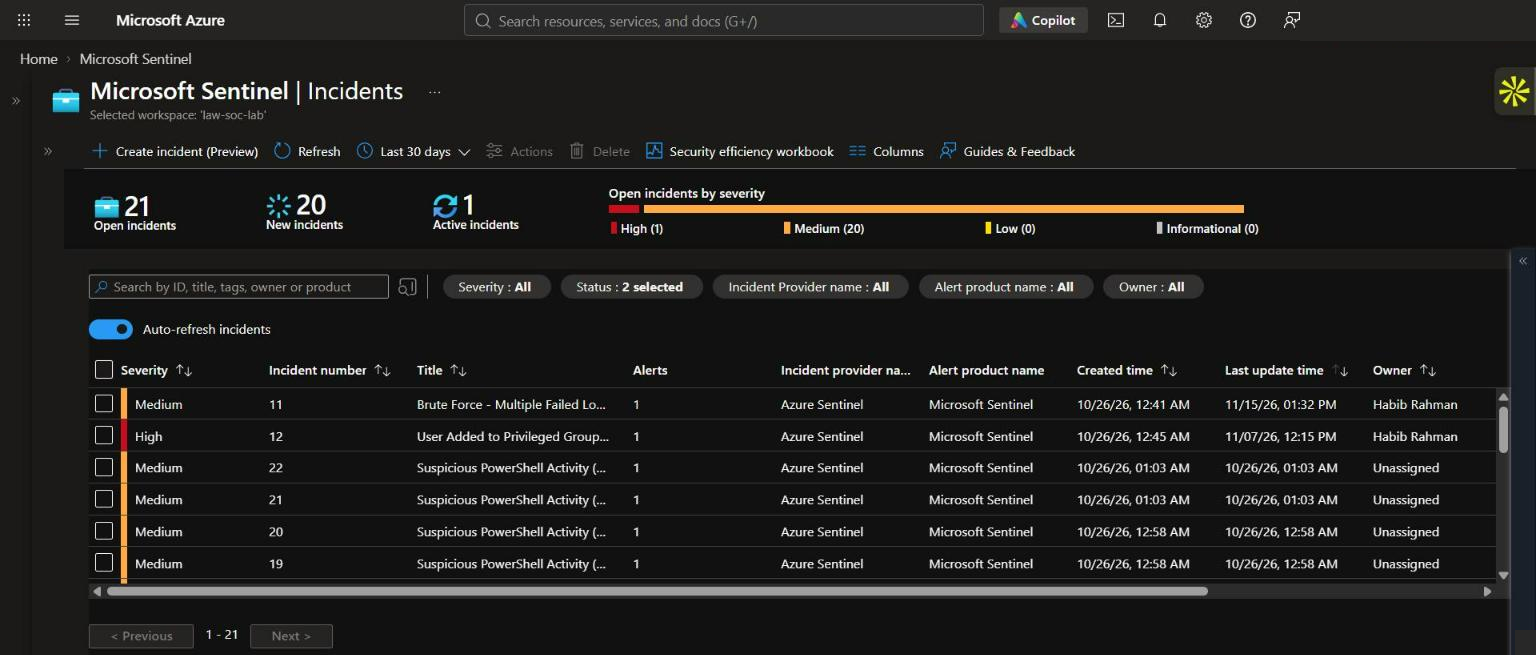 Microsoft Azure
Search resources, services, and docs (G+/)
Copilot
Home > Microsoft Sentinel
Microsoft Sentinel | Incidents ...
Selected workspace: 'law-soc-lab'
Create incident (Preview) Refresh Last 30 days Actions Delete Security efficiency workbook Columns Guides & Feedback
21 Open incidents
20 New incidents
1 Active incidents
Open incidents by severity
High (1) Medium (20) Low (0) Informational (0)
Search by ID, title, tags, owner or product
Severity : All Status : 2 selected Incident Provider name : All Alert product name : All Owner : All
Auto-refresh incidents
Severity Incident number Title Alerts Incident provider na... Alert product name Created time Last update time Owner
Medium 11 Brute Force - Multiple Failed Lo... 1 Azure Sentinel Microsoft Sentinel 10/26/26, 12:41 AM 11/15/26, 01:32 PM Habib Rahman
High 12 User Added to Privileged Group... 1 Azure Sentinel Microsoft Sentinel 10/26/26, 12:45 AM 11/07/26, 12:15 PM Habib Rahman
Medium 22 Suspicious PowerShell Activity (... 1 Azure Sentinel Microsoft Sentinel 10/26/26, 01:03 AM 10/26/26, 01:03 AM Unassigned
Medium 21 Suspicious PowerShell Activity (... 1 Azure Sentinel Microsoft Sentinel 10/26/26, 01:03 AM 10/26/26, 01:03 AM Unassigned
Medium 20 Suspicious PowerShell Activity (... 1 Azure Sentinel Microsoft Sentinel 10/26/26, 12:58 AM 10/26/26, 12:58 AM Unassigned
Medium 19 Suspicious PowerShell Activity (... 1 Azure Sentinel Microsoft Sentinel 10/26/26, 12:58 AM 10/26/26, 12:58 AM Unassigned
< Previous 1 - 21 Next >